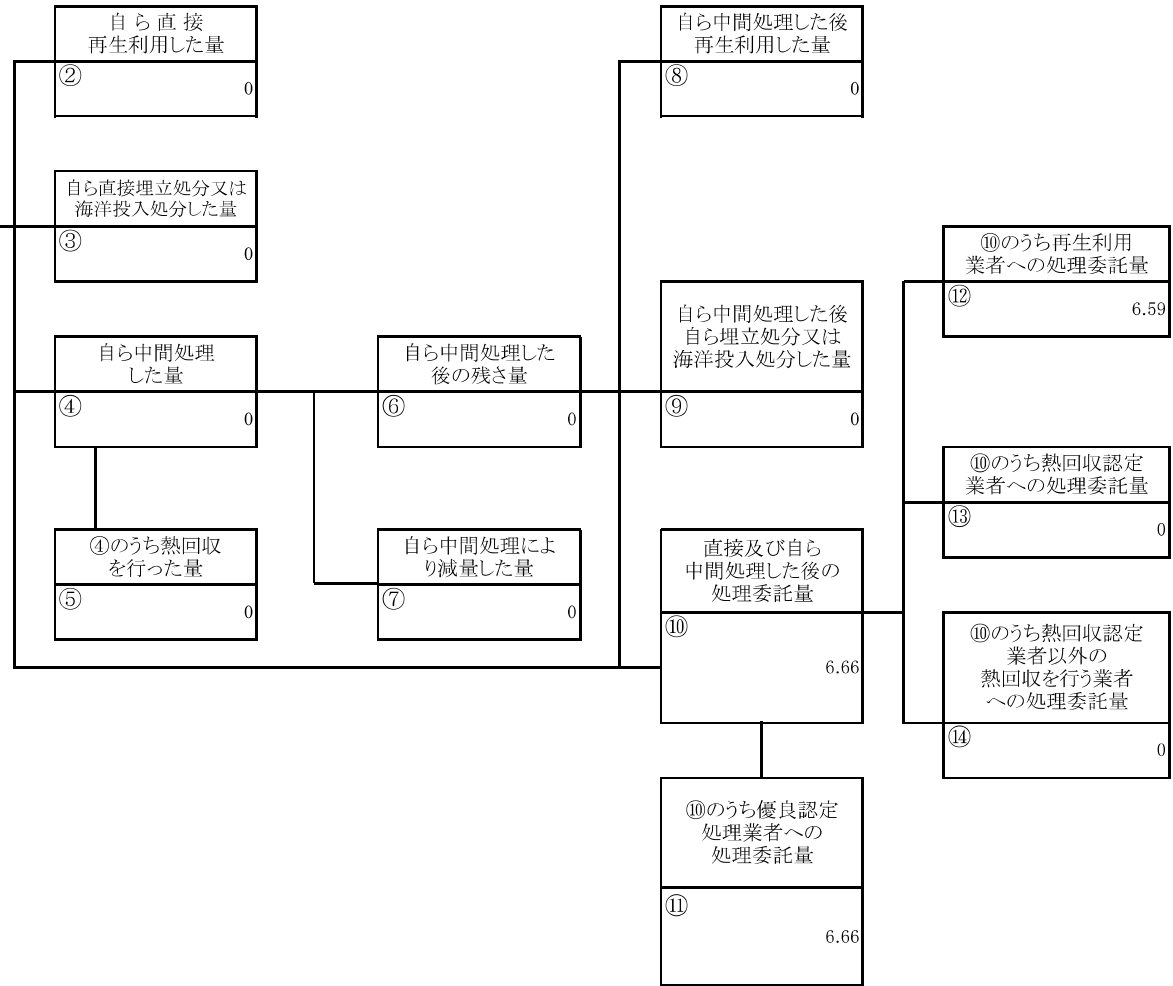 自ら直接
再生利用した量
②
0
自ら直接埋立処分又は
海洋投入処分した量
③
0
自ら中間処理
した量
④
0
④のうち熱回収
を行った量
⑤
0
自ら中間処理した
後の残さ量
⑥
0
自ら中間処理によ
り減量した量
⑦
0
自ら中間処理した後
再生利用した量
⑧
0
自ら中間処理した後
自ら埋立処分又は
海洋投入処分した量
⑨
0
直接及び自ら
中間処理した後の
処理委託量
⑩
6.66
⑩のうち優良認定
処理業者への
処理委託量
⑪
6.66
⑩のうち再生利用
業者への処理委託量
⑫
6.59
⑩のうち熱回収認定
業者への処理委託量
⑬
0
⑩のうち熱回収認定
業者以外の
熱回収を行う業者
への処理委託量
⑭
0